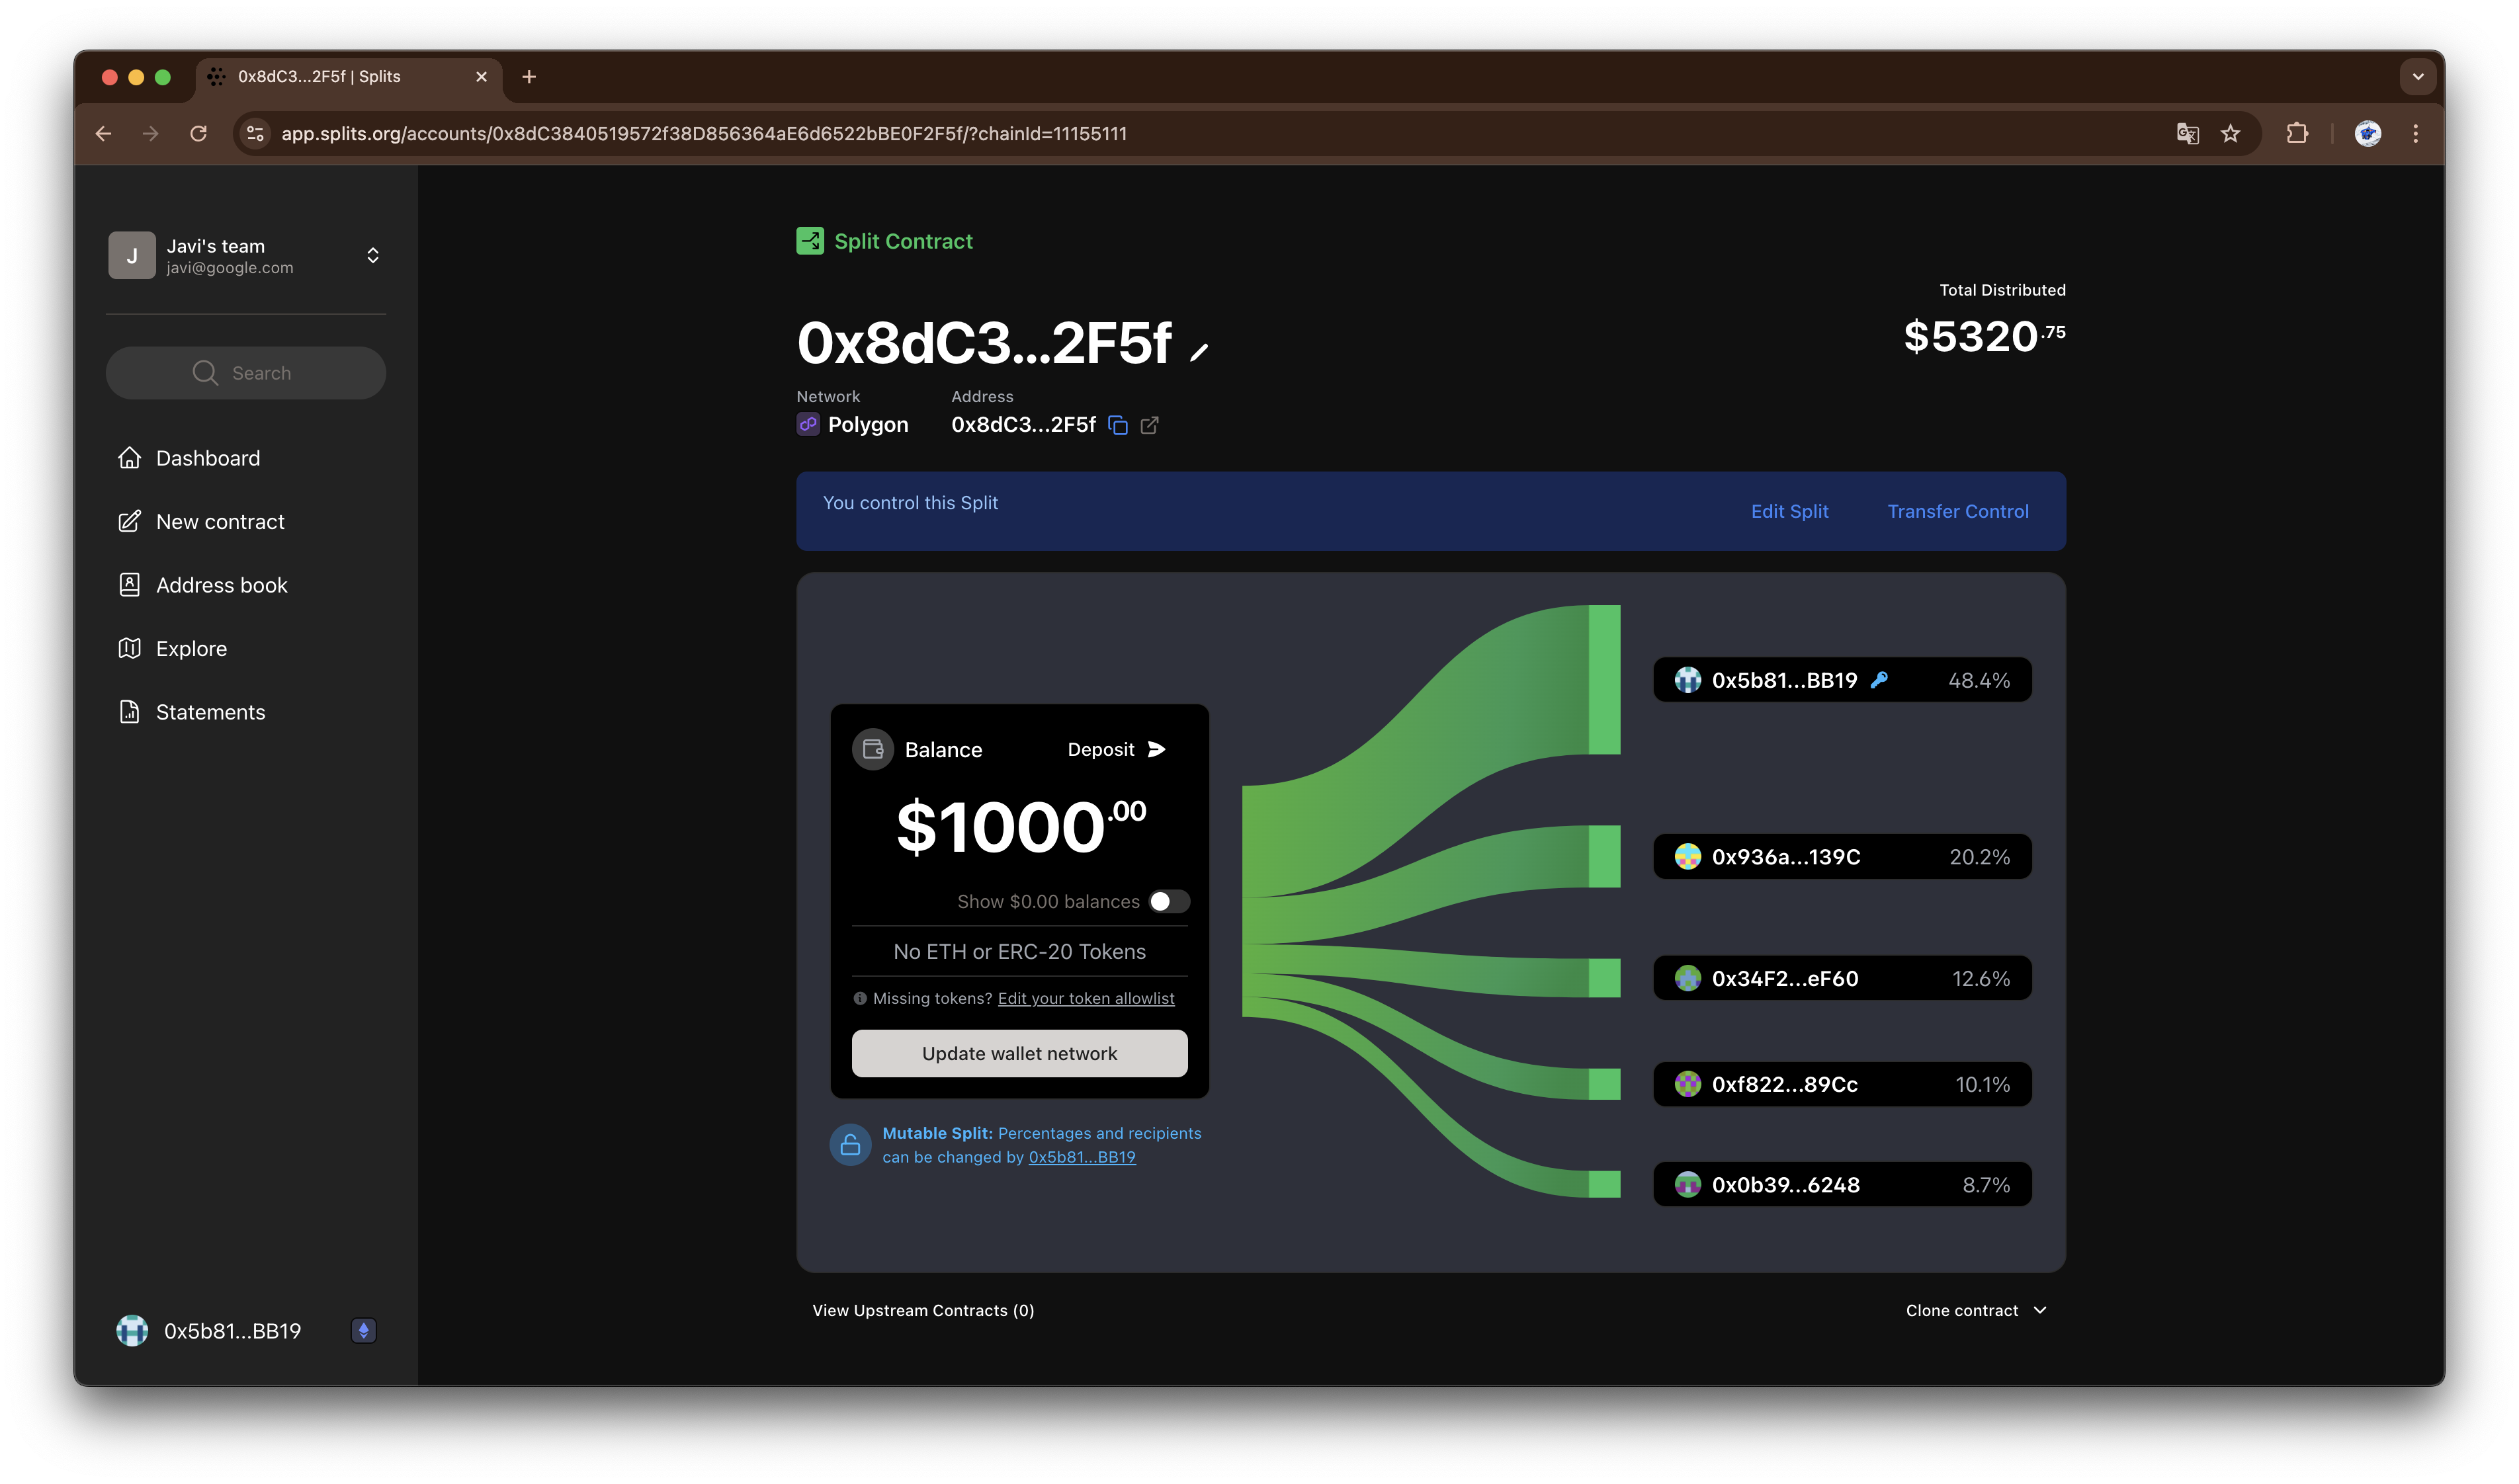 0x8dC3...2F5f | Splits
app.splits.org/accounts/0x8dC3840519572f38D856364aE6d6522bBE0F2F5f/?chainId=11155111
J
Javi's team
javi@google.com
Search
Dashboard
New contract
Address book
Explore
Statements
0x5b81...BB19
Split Contract
0x8dC3...2F5f
Total Distributed
$5320.75
Network
Address
Polygon
0x8dC3...2F5f
You control this Split
Edit Split
Transfer Control
Balance
Deposit
$1000.00
Show $0.00 balances
No ETH or ERC-20 Tokens
Missing tokens? Edit your token allowlist
Update wallet network
Mutable Split: Percentages and recipients
can be changed by 0x5b81...BB19
0x5b81...BB19 48.4%
0x936a...139C 20.2%
0x34F2...eF60 12.6%
0xf822...89Cc 10.1%
0x0b39...6248 8.7%
View Upstream Contracts (0)
Clone contract